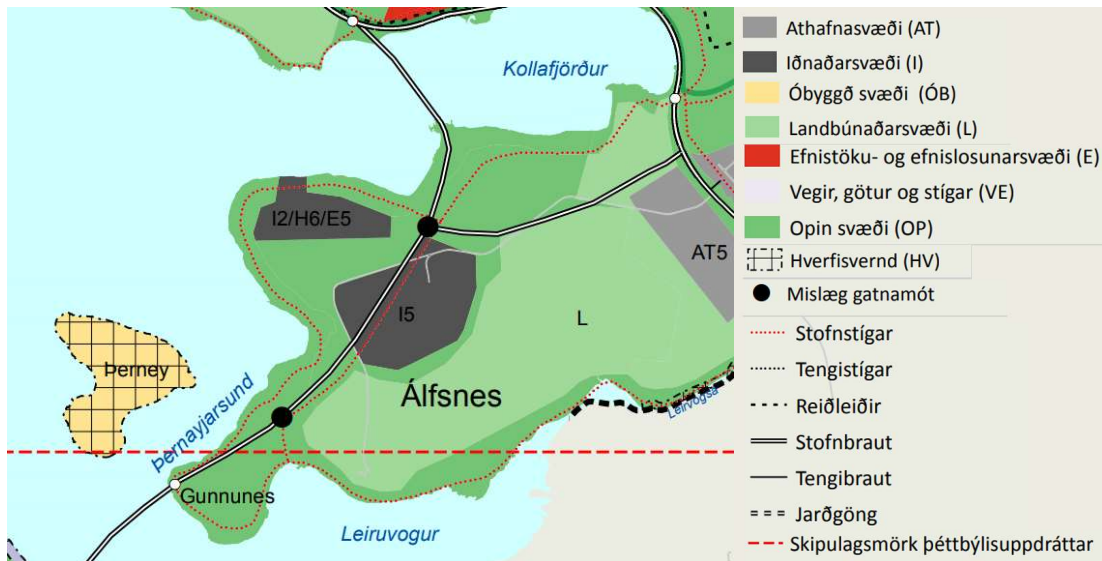 Kollafjörður
I2/H6/E5
AT5
I5
L
Þerney
Álfsnes
Þernayjarsund
Leirvogsá
Gunnunes
Leiruvogur
Athafnasvæði (AT)
Iðnaðarsvæði (I)
Óbyggð svæði (ÓB)
Landbúnaðarsvæði (L)
Efnistöku- og efnislosunarsvæði (E)
Vegir, götur og stígar (VE)
Opin svæði (OP)
Hverfisvernd (HV)
Mislæg gatnamót
Stofnstígar
Tengistígar
Reiðleiðir
Stofnbraut
Tengibraut
Jarðgöng
Skipulagsmörk þéttbýlisuppdráttar